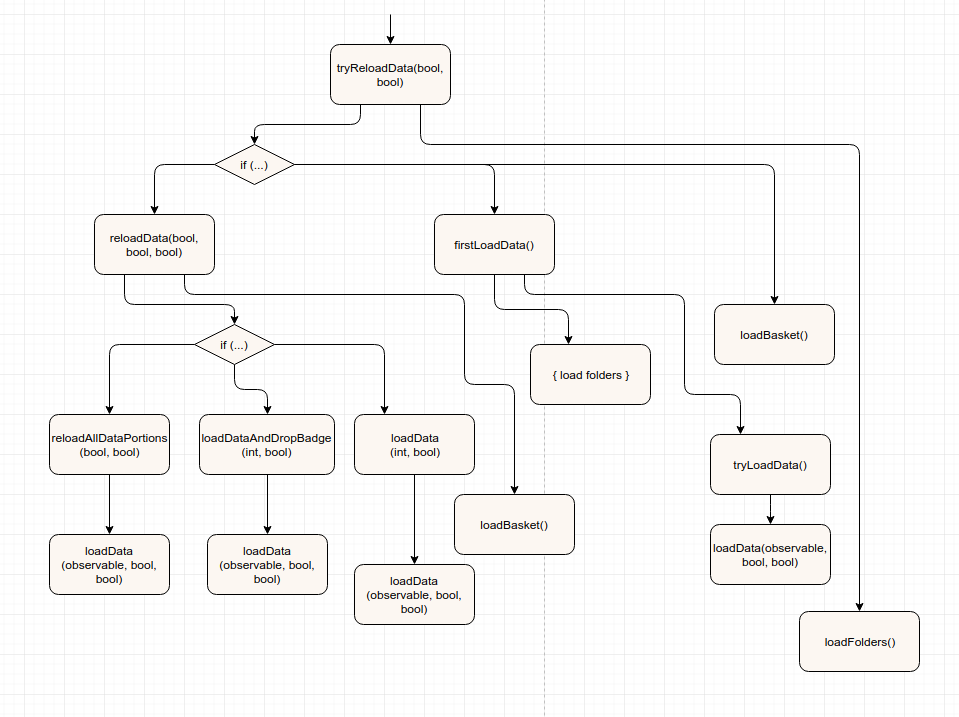 tryReloadData(bool,
bool)
if (...)
reloadData(bool,
bool, bool)
firstLoadData()
loadBasket()
if (...)
{ load folders }
reloadAllDataPortions
(bool, bool)
loadDataAndDropBadge
(int, bool)
loadData
(int, bool)
tryLoadData()
loadBasket()
loadData
(observable, bool,
bool)
loadData
(observable, bool,
bool)
loadData
(observable, bool,
bool)
loadData(observable,
bool, bool)
loadFolders()